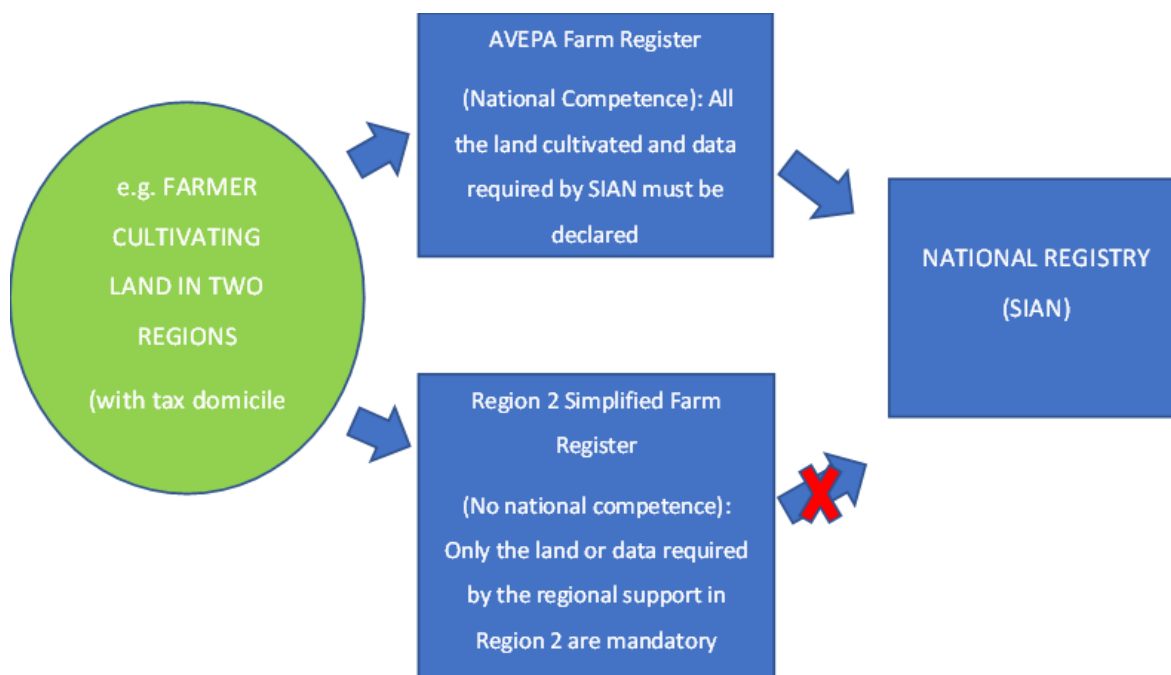 e.g. FARMER
CULTIVATING
LAND IN TWO
REGIONS
(with tax domicile
AVEPA Farm Register
(National Competence): All
the land cultivated and data
required by SIAN must be
declared
Region 2 Simplified Farm
Register
(No national competence):
Only the land or data required
by the regional support in
Region 2 are mandatory
NATIONAL REGISTRY
(SIAN)